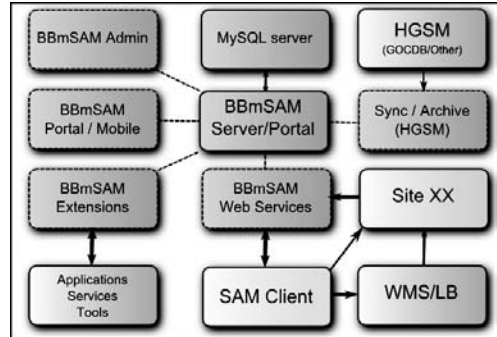 BBmSAM Admin
MySQL server
HGSM
(GOCDB/Other)
BBmSAM
Portal / Mobile
BBmSAM
Server/Portal
Sync / Archive
(HGSM)
BBmSAM
Extensions
BBmSAM
Web Services
Site XX
Applications
Services
Tools
SAM Client
WMS/LB